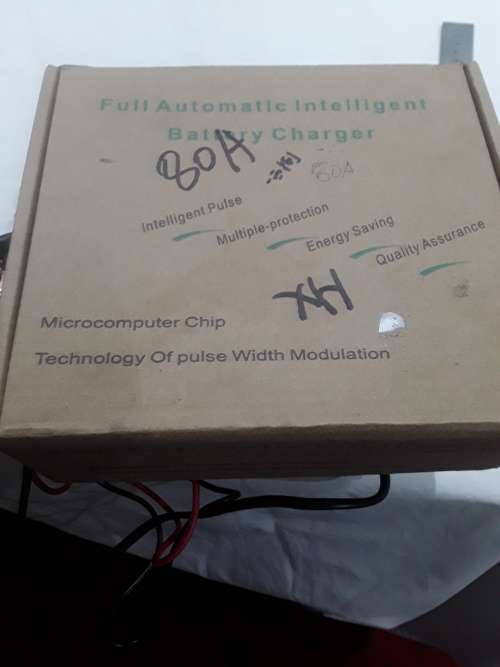 Full Automatic Intelligent
Battery Charger
80A
80A
Intelligent Pulse
Multiple-protection
Energy Saving
Quality Assurance
XH
Microcomputer Chip
Technology Of pulse Width Modulation